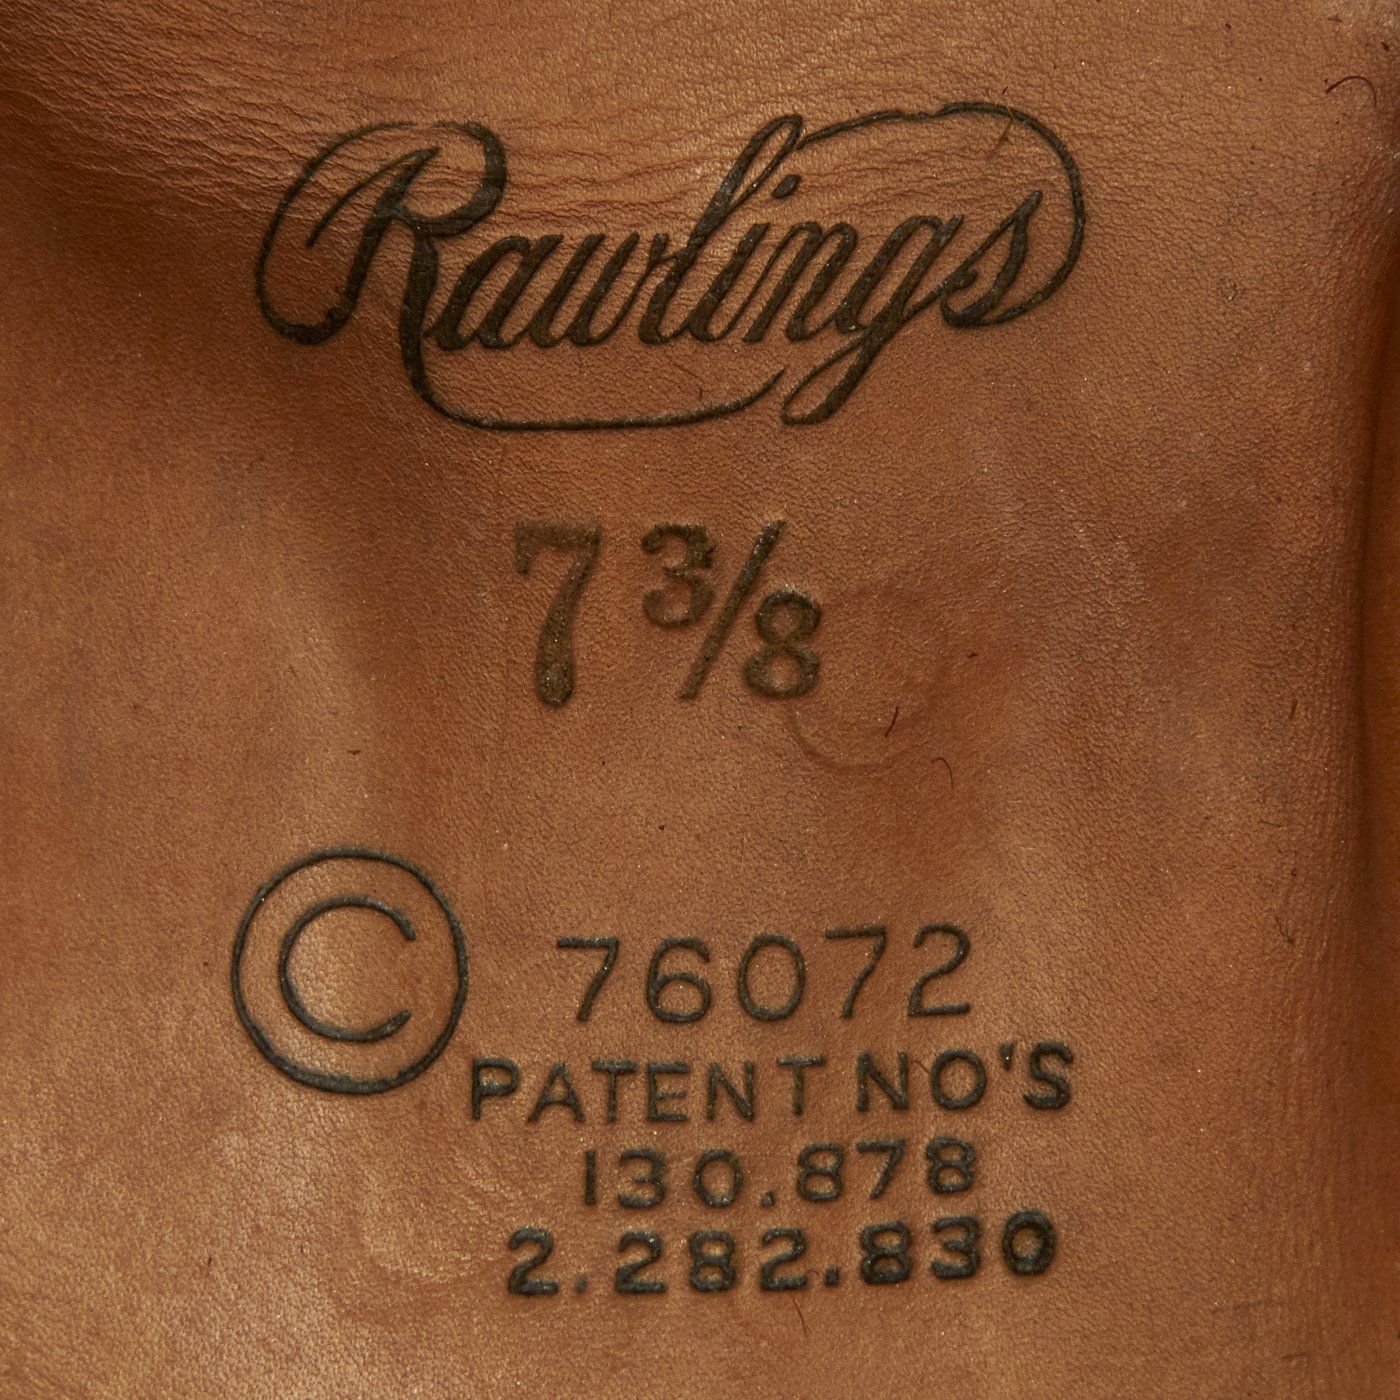 Rawlings
7 3/8
© 76072
PATENT NO'S
130.878
2.282.830